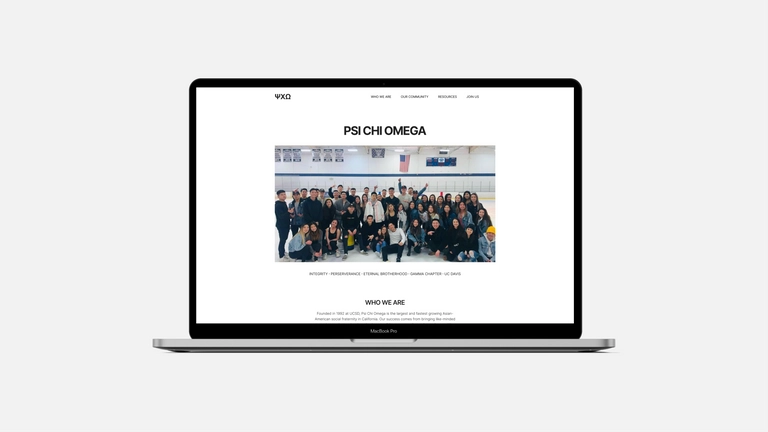 ΨΧΩ
WHO WE ARE OUR COMMUNITY RESOURCES JOIN US
PSI CHI OMEGA
INTEGRITY · PERSERVERANCE · ETERNAL BROTHERHOOD · GAMMA CHAPTER · UC DAVIS
WHO WE ARE
Founded in 1993 at UCSD, Psi Chi Omega is the largest and fastest growing Asian-
American social fraternity in California. Our success comes from bringing like-minded
MacBook Pro